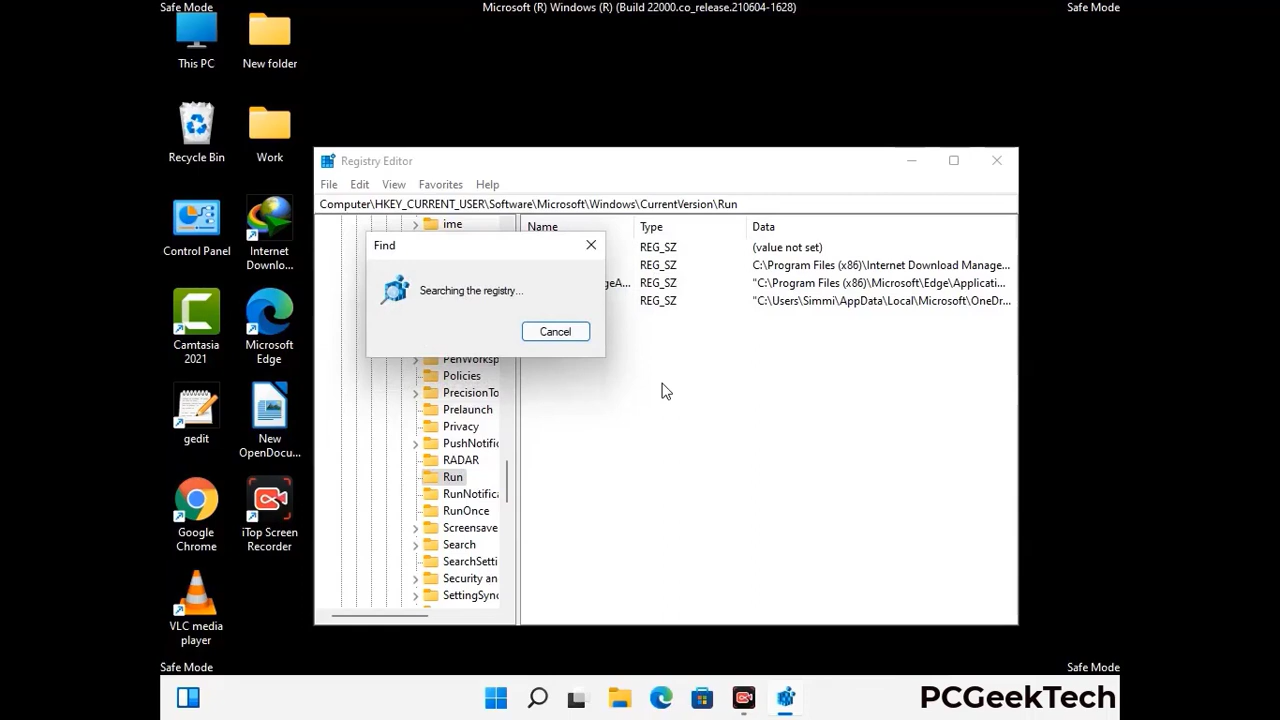 Safe Mode
Microsoft (R) Windows (R) (Build 22000.co_release.210604-1628)
Safe Mode
This PC
New folder
Recycle Bin
Work
Control Panel
Internet
Downlo...
Camtasia
2021
Microsoft
Edge
gedit
New
OpenDocu...
Google
Chrome
iTop Screen
Recorder
VLC media
player
Registry Editor
File Edit View Favorites Help
Computer\HKEY_CURRENT_USER\Software\Microsoft\Windows\CurrentVersion\Run
ime
PenWorksp
Policies
PrecisionTo
Prelaunch
Privacy
PushNotific
RADAR
Run
RunNotifica
RunOnce
Screensave
Search
SearchSetti
Security an
SettingSync
Name Type Data
REG_SZ (value not set)
REG_SZ C:\Program Files (x86)\Internet Download Manage...
geA... REG_SZ "C:\Program Files (x86)\Microsoft\Edge\Applicati...
REG_SZ "C:\Users\Simmi\AppData\Local\Microsoft\OneDr...
Find
Searching the registry...
Cancel
Safe Mode
Safe Mode
PCGeekTech